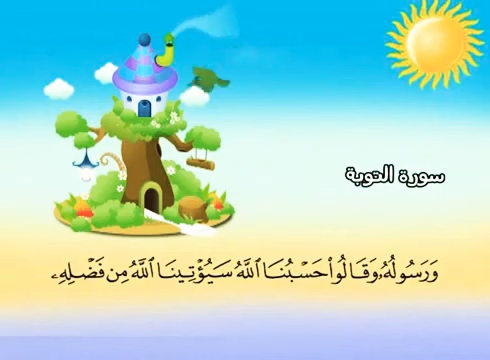 سورة التوبة
وَرَسُولُهُۥ وَقَالُوا۟ حَسْبُنَا ٱللَّهُ سَيُؤْتِينَا ٱللَّهُ مِن فَضْلِهِۦ